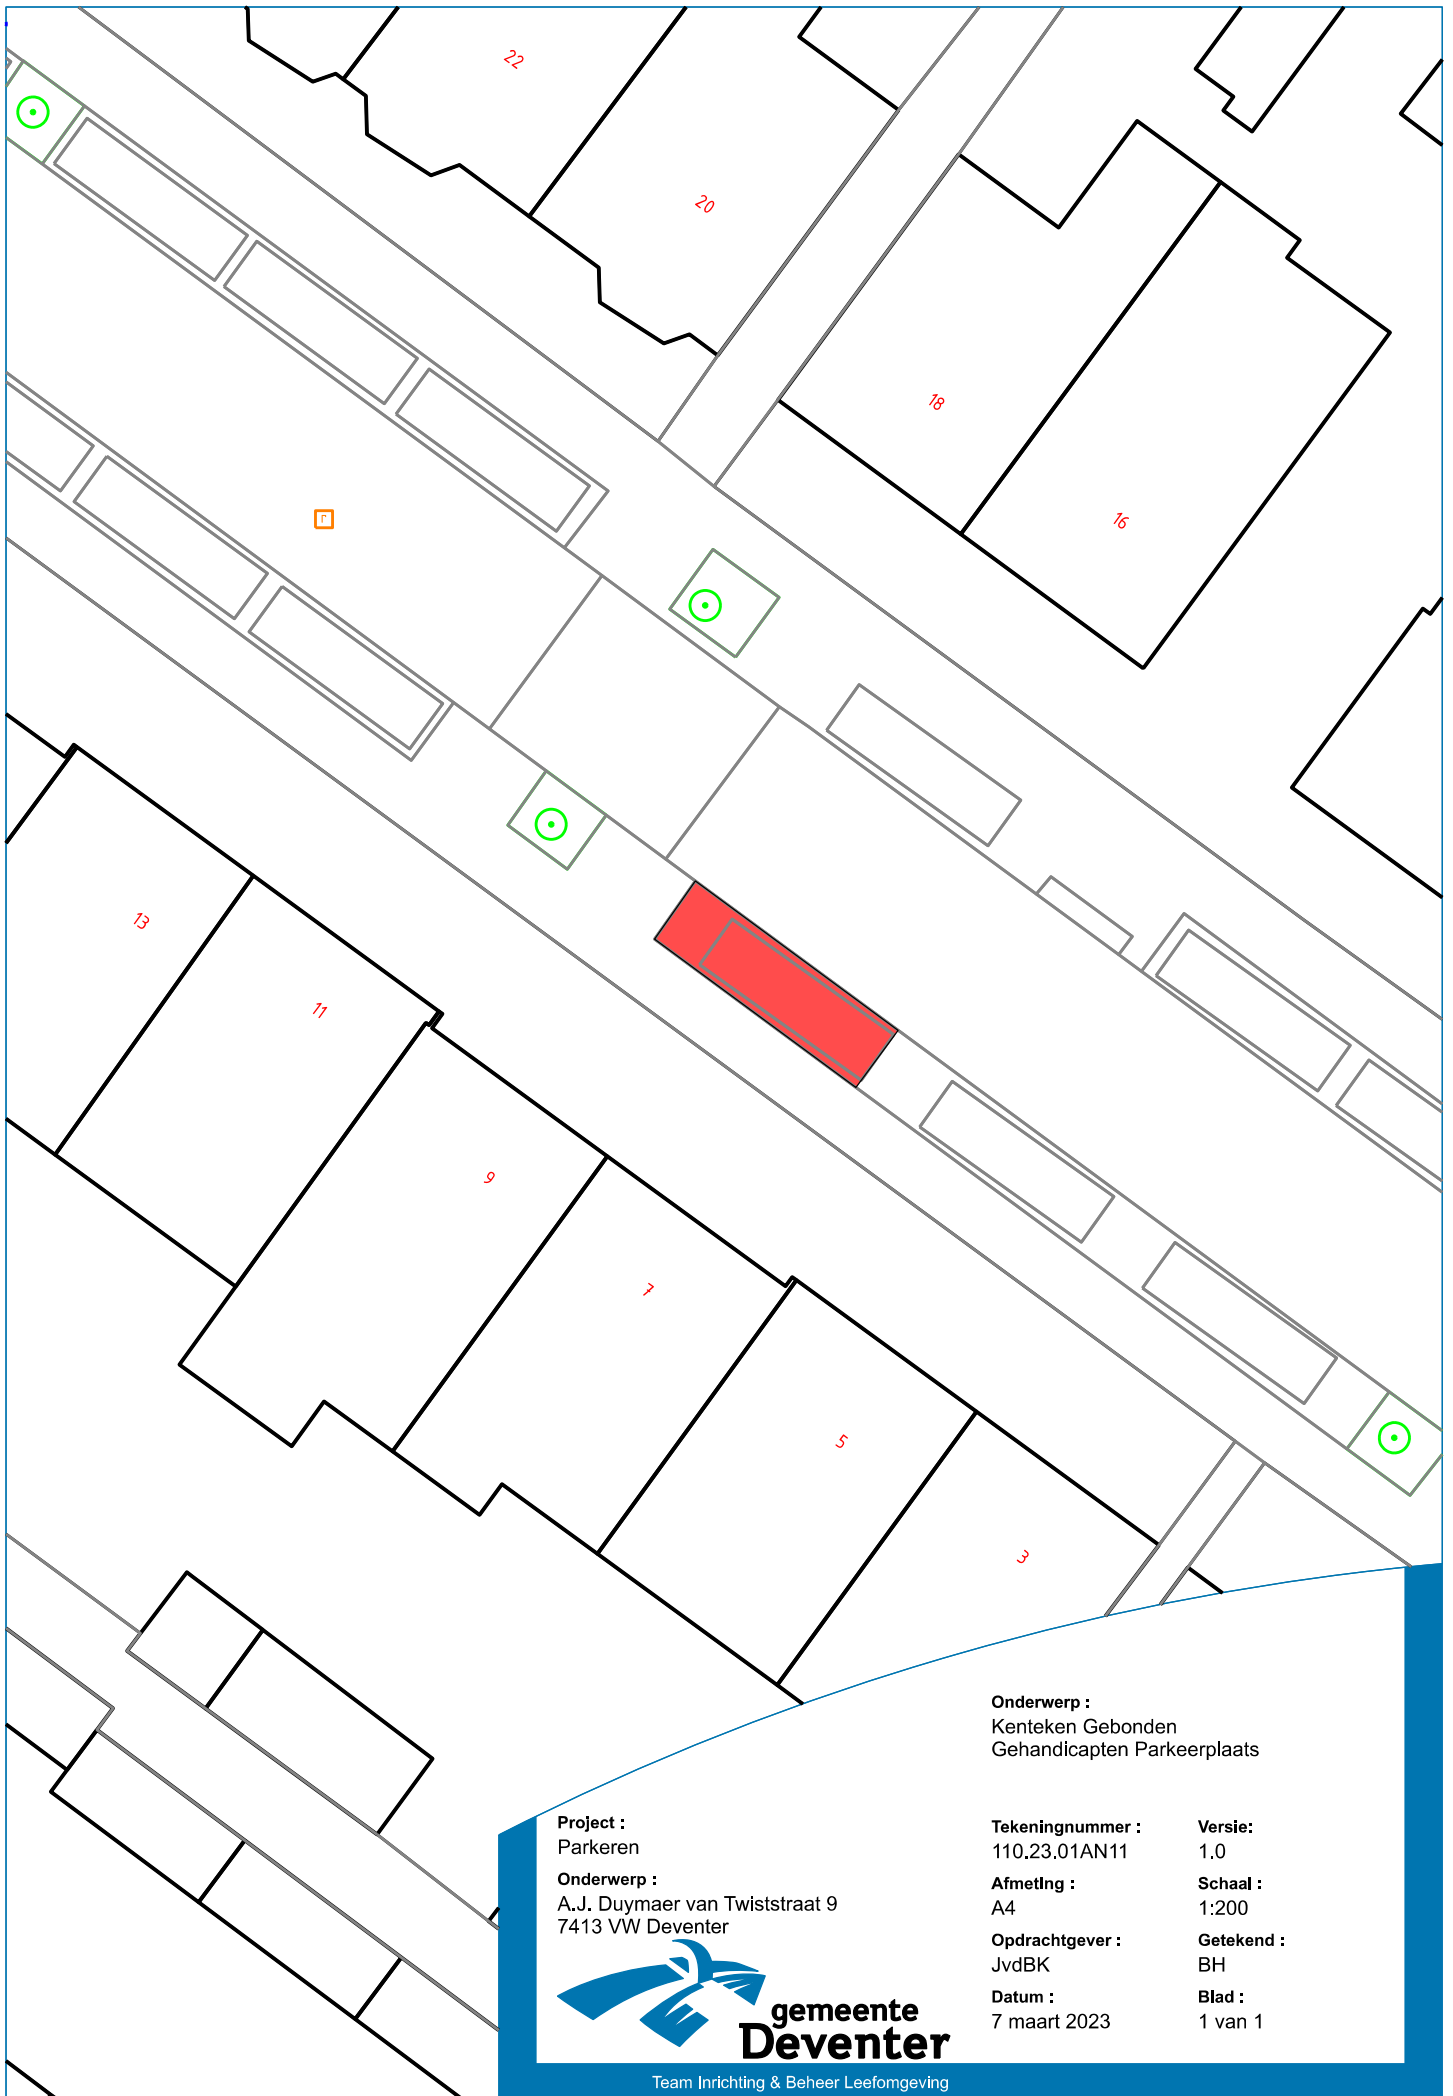 22
20
18
16
13
11
9
7
5
3
Onderwerp :
Kenteken Gebonden
Gehandicapten Parkeerplaats
Project :
Parkeren
Onderwerp :
A.J. Duymaer van Twiststraat 9
7413 VW Deventer
Tekeningnummer :
110.23.01AN11
Versie:
1.0
Afmeting :
A4
Schaal :
1:200
Opdrachtgever :
JvdBK
Getekend :
BH
Datum :
7 maart 2023
Blad :
1 van 1
gemeente
Deventer
Team Inrichting & Beheer Leefomgeving